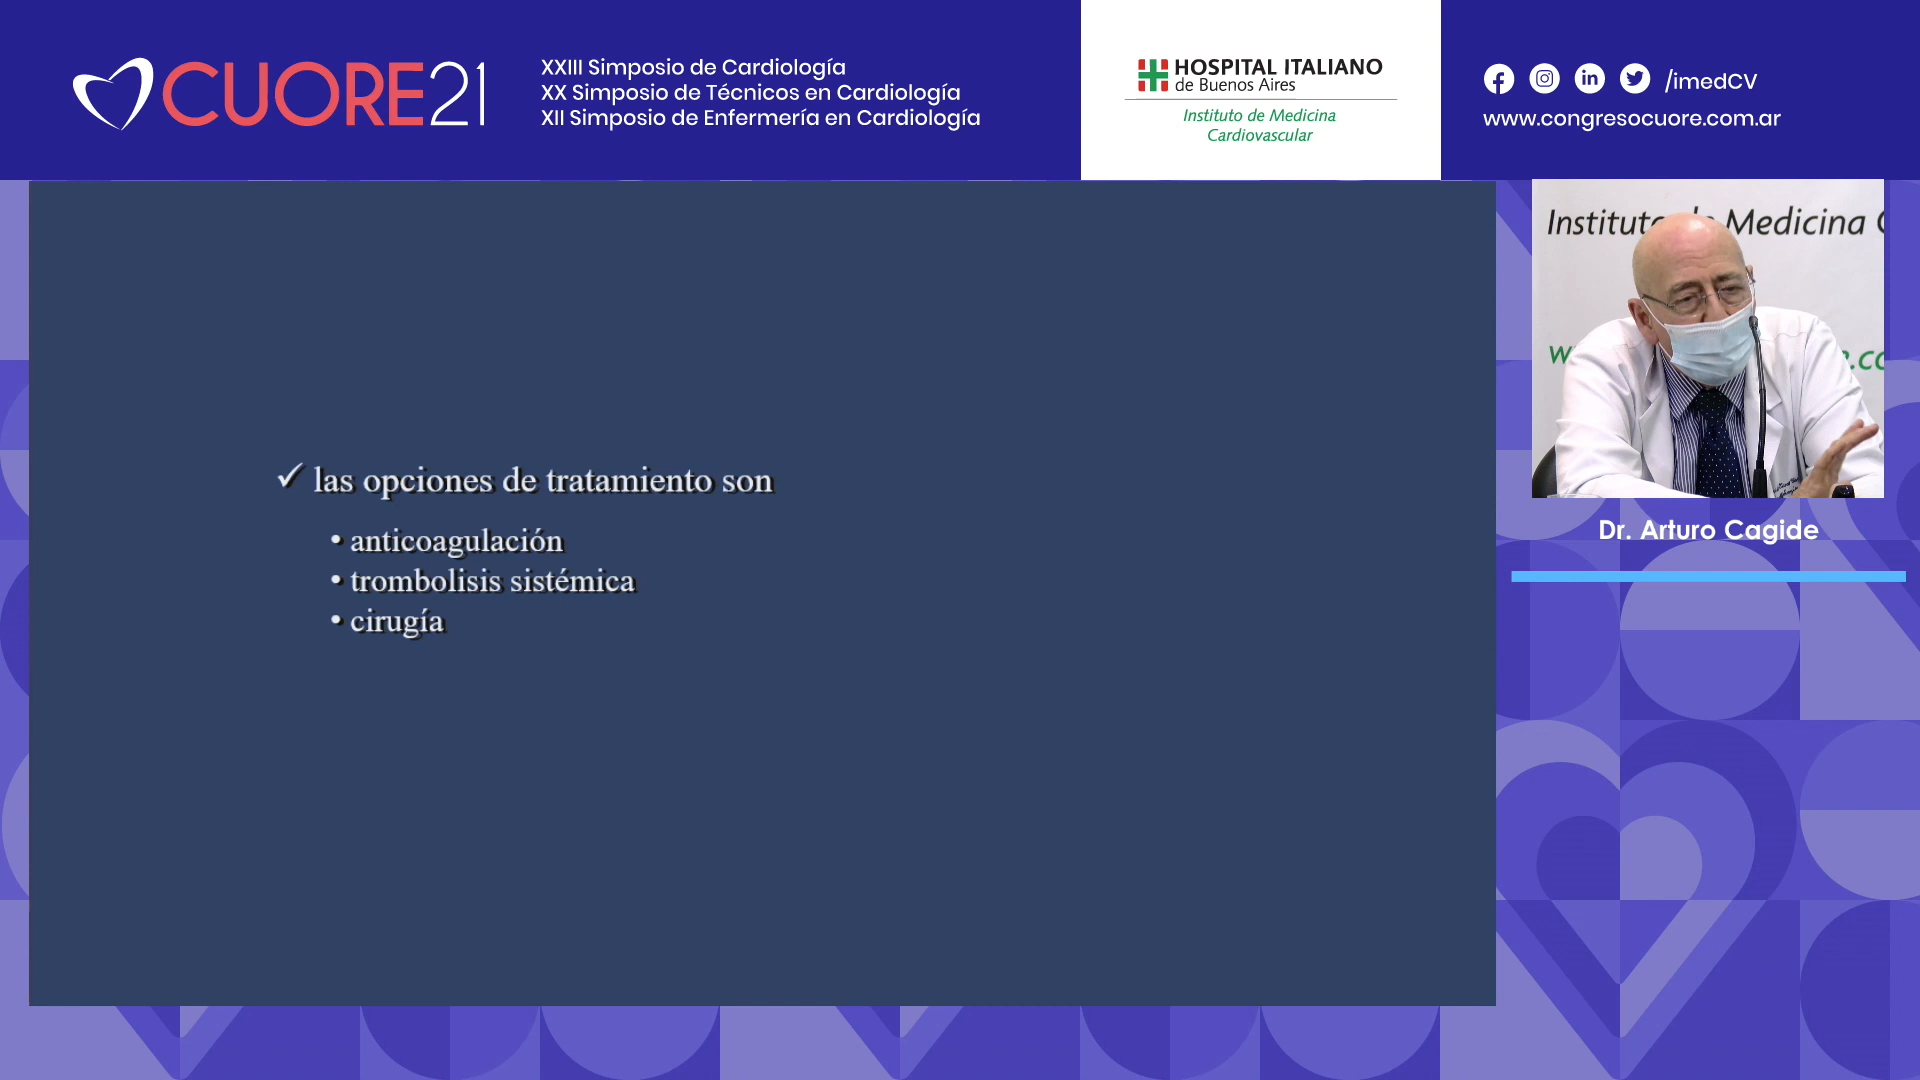 CUORE21
XXIII Simposio de Cardiología
XX Simposio de Técnicos en Cardiología
XII Simposio de Enfermería en Cardiología
HOSPITAL ITALIANO
de Buenos Aires
Instituto de Medicina
Cardiovascular
/imedCV
www.congresocuore.com.ar
✓ las opciones de tratamiento son
• anticoagulación
• trombolisis sistémica
• cirugía
Medicina
Dr. Arturo Cagide